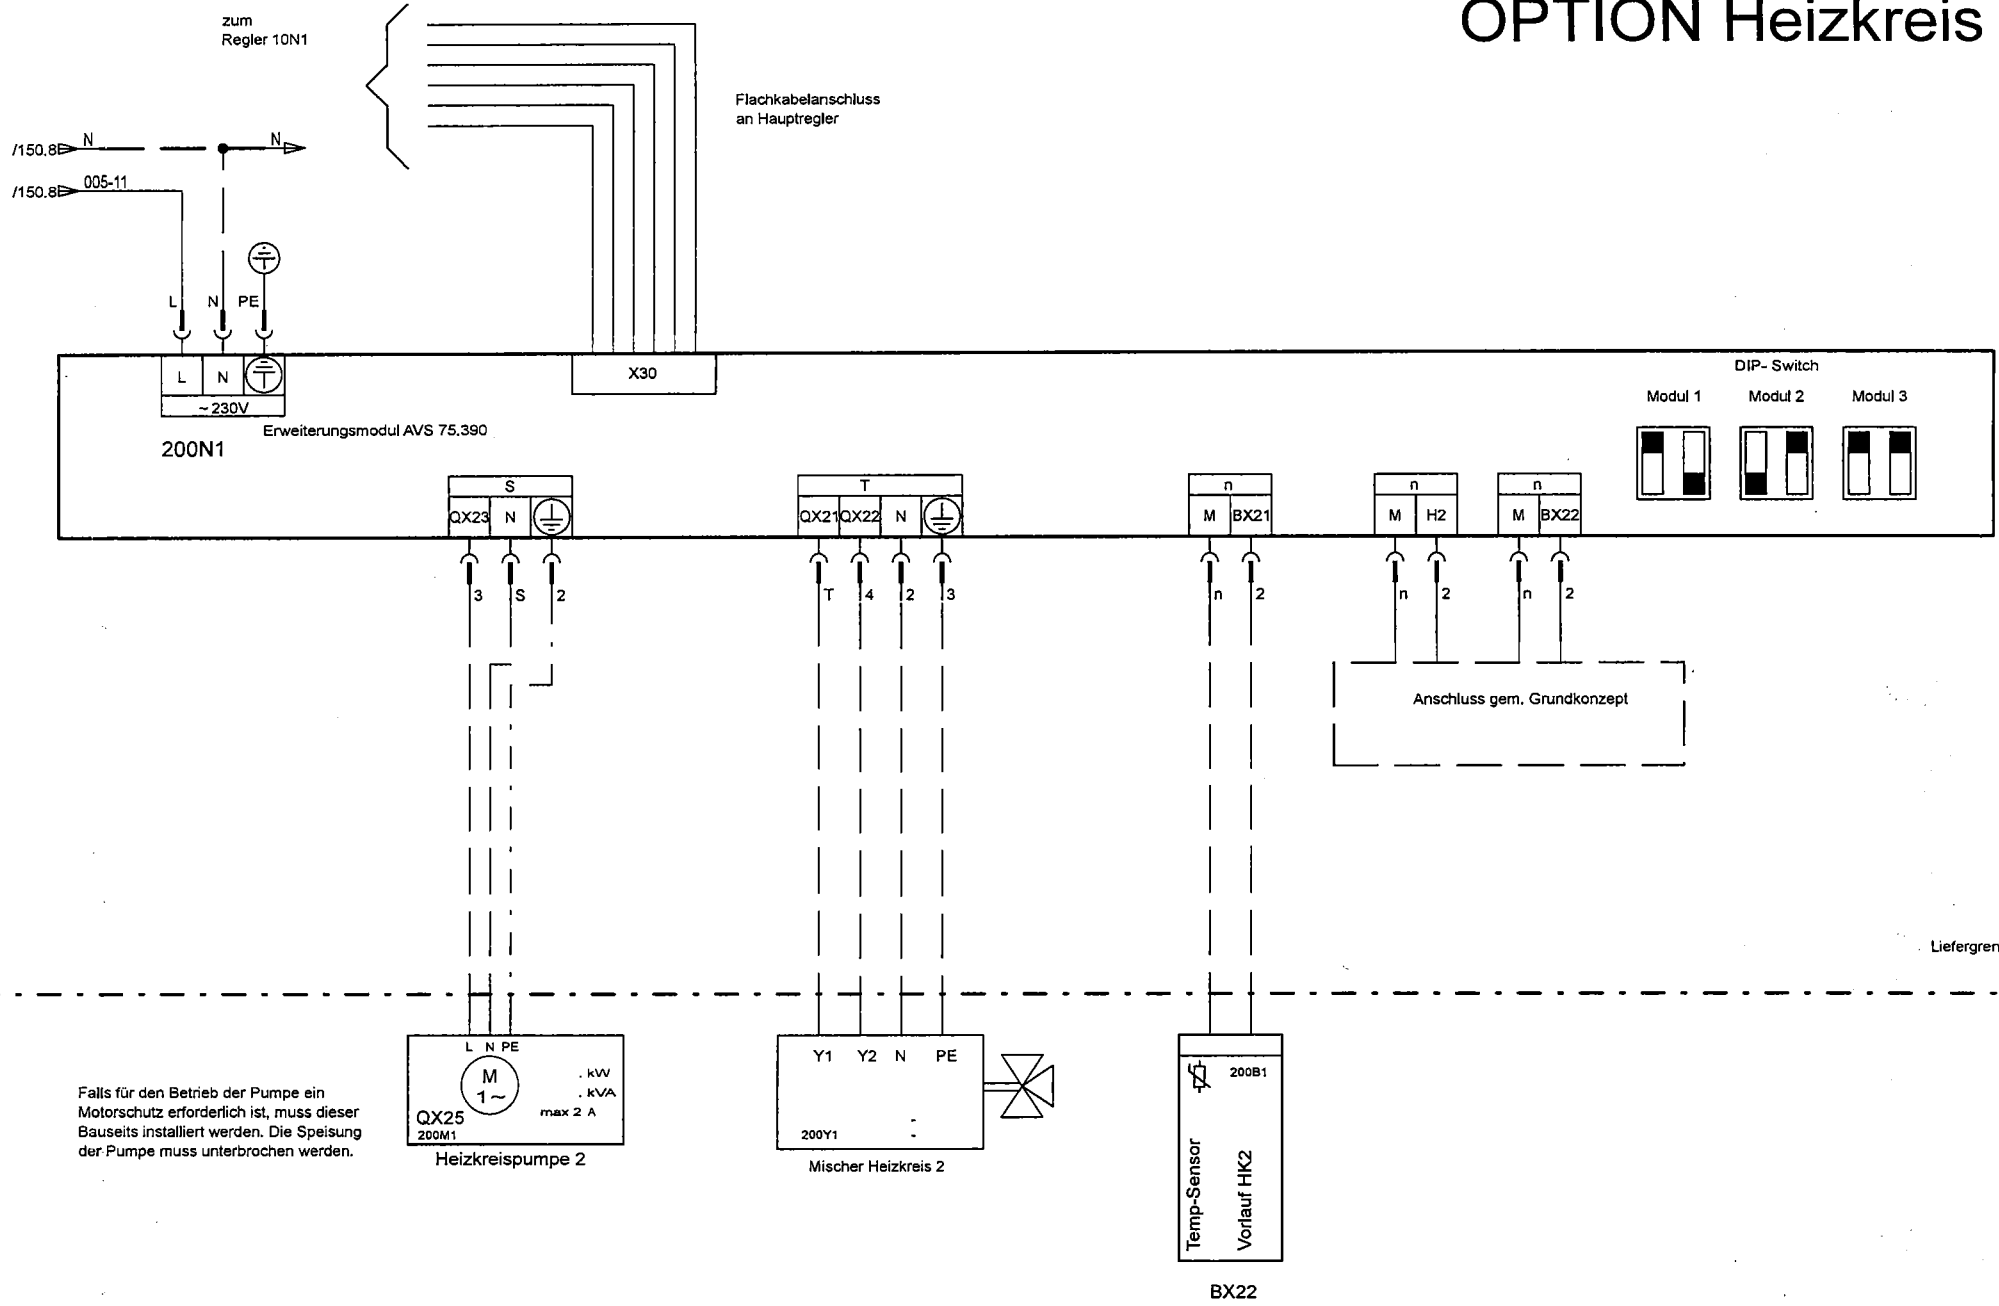 OPTION Heizkreis
zum
Regler 10N1
Flachkabelanschluss
an Hauptregler
/150.8 N N
/150.8 005-11
L N PE
L N
~230V
X30
DIP- Switch
Modul 1 Modul 2 Modul 3
Erweiterungsmodul AVS 75.390
200N1
S T n n n
QX23 N QX21 QX22 N M BX21 M H2 M BX22
3 S 2 T 4 2 3 n 2 n 2 n 2
Anschluss gem. Grundkonzept
Liefergren
L N PE
M
1~
. kW
. kVA
max 2 A
QX25
200M1
Heizkreispumpe 2
Y1 Y2 N PE
-
-
200Y1
Mischer Heizkreis 2
200B1
Temp-Sensor
Vorlauf HK2
BX22
Falls für den Betrieb der Pumpe ein
Motorschutz erforderlich ist, muss dieser
Bauseits installiert werden. Die Speisung
der Pumpe muss unterbrochen werden.